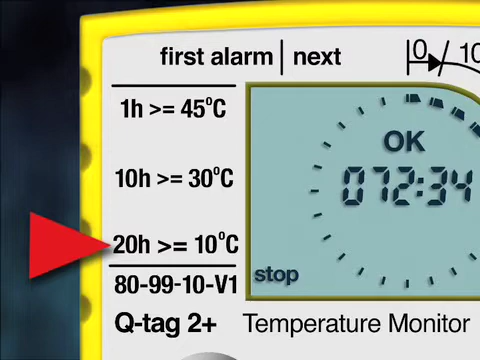 first alarm | next
0 / 10
1h >= 45°C
OK
10h >= 30°C
072:34
20h >= 10°C
stop
80-99-10-V1
Q-tag 2+ Temperature Monitor